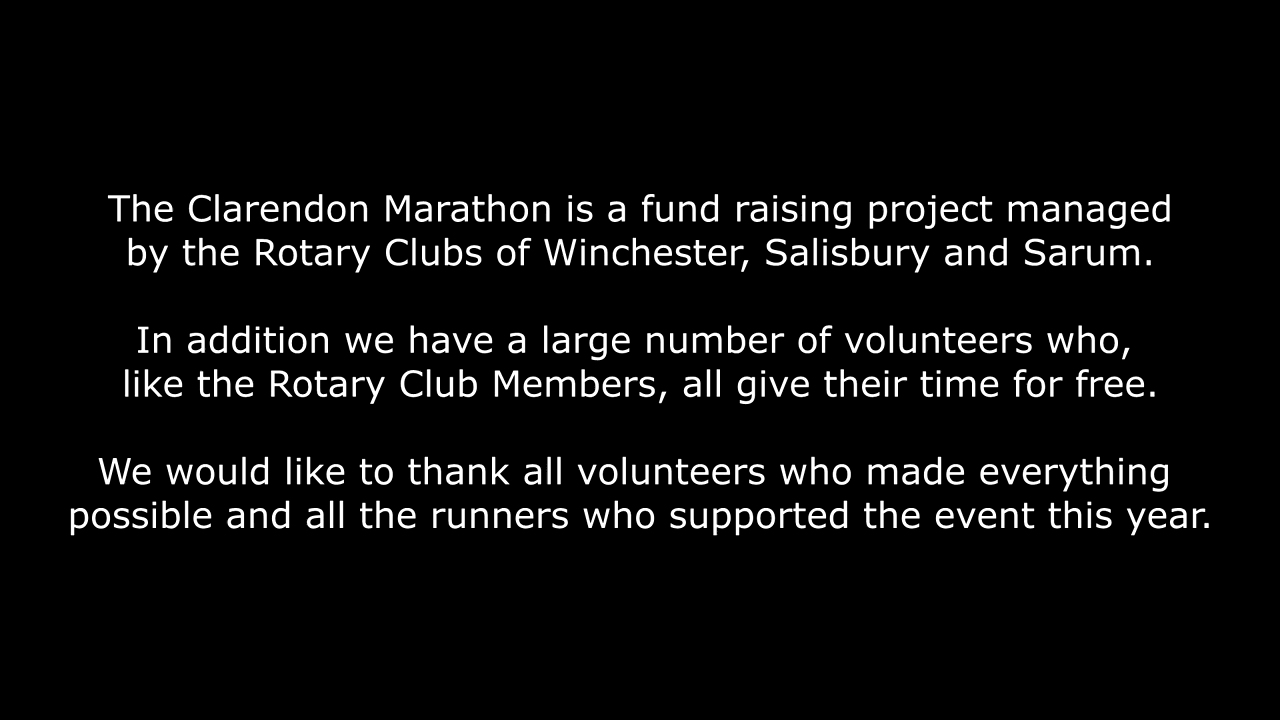 The Clarendon Marathon is a fund raising project managed
by the Rotary Clubs of Winchester, Salisbury and Sarum.
In addition we have a large number of volunteers who,
like the Rotary Club Members, all give their time for free.
We would like to thank all volunteers who made everything
possible and all the runners who supported the event this year.